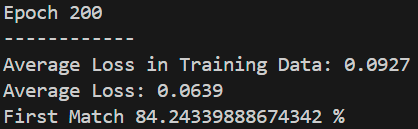 Epoch 200
------------
Average Loss in Training Data: 0.0927
Average Loss: 0.0639
First Match 84.24339888674342 %